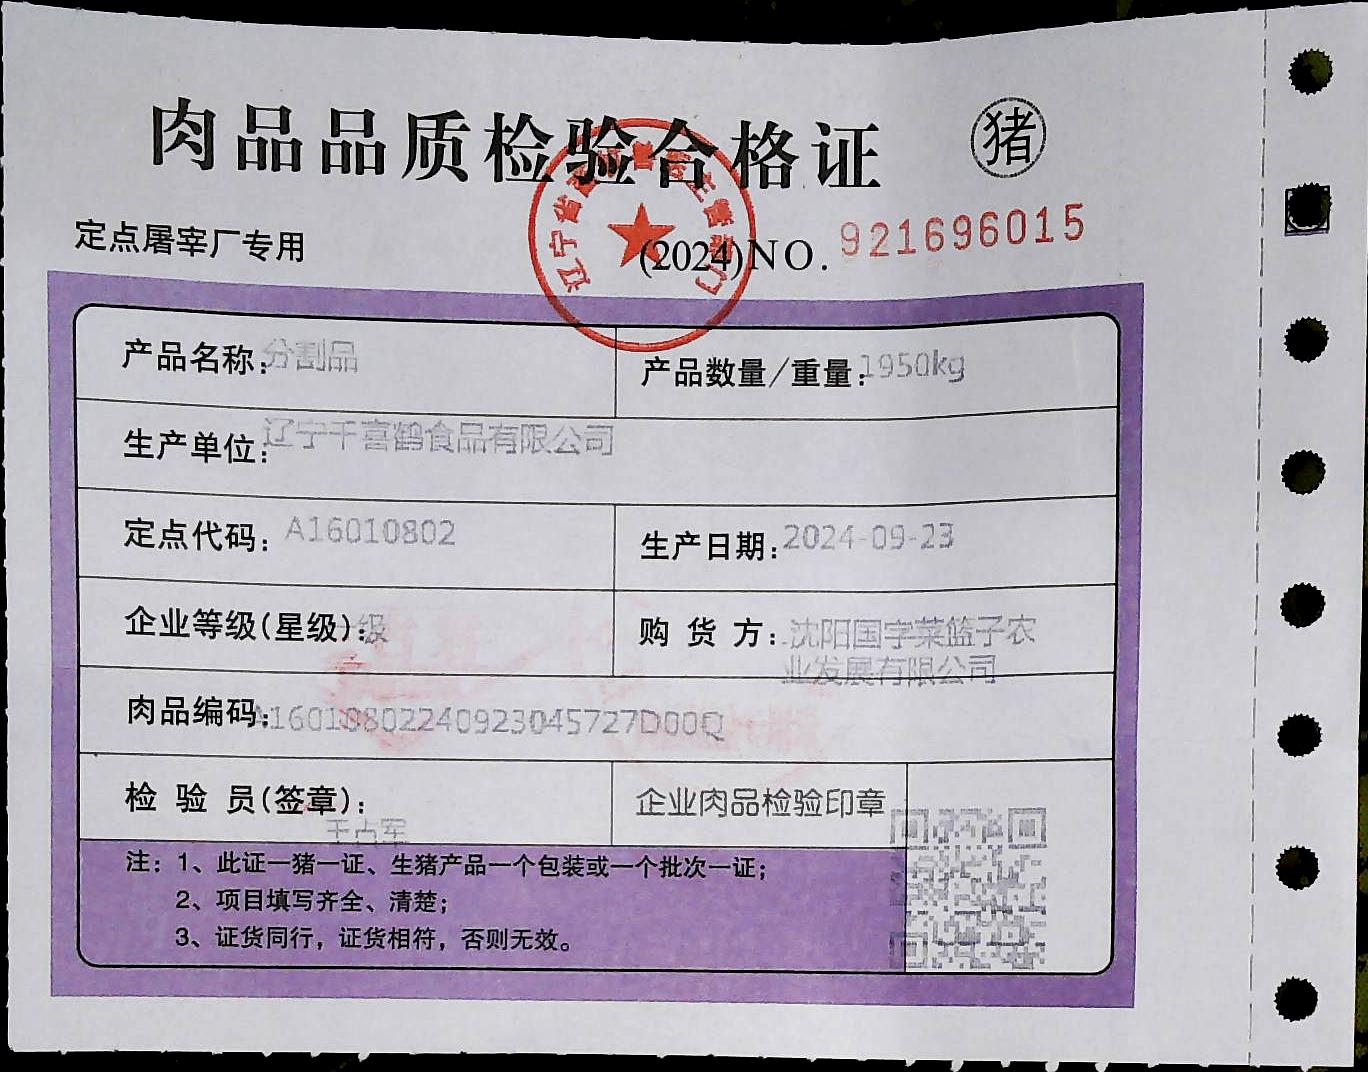 肉品品质检验合格证
猪
定点屠宰厂专用
(2024)NO.921696015
产品名称:分割品
产品数量/重量:1950kg
生产单位:辽宁千喜鹤食品有限公司
定点代码:A16010802
生产日期:2024-09-23
企业等级(星级):级
购货方:沈阳国字菜篮子农
业发展有限公司
肉品编码:A16010802240923045727D00Q
检验员(签章):
王占军
企业肉品检验印章
注:1、此证一猪一证、生猪产品一个包装或一个批次一证;
2、项目填写齐全、清楚;
3、证货同行,证货相符,否则无效。